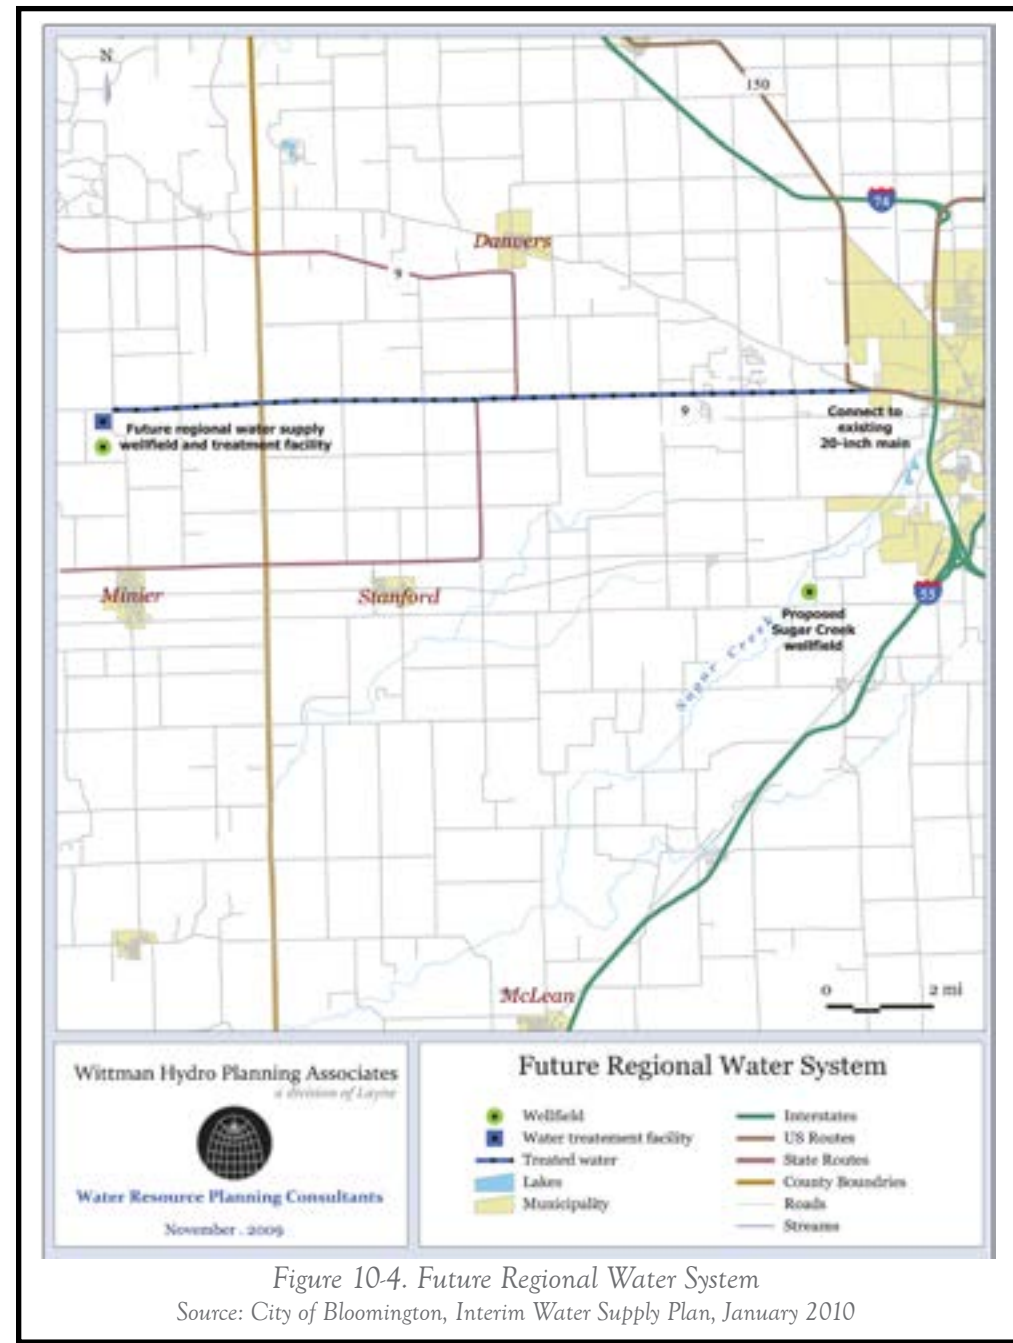 N
150
74
Danvers
9
Future regional water supply
wellfield and treatment facility
9
Connect to
existing
20-inch main
Minier
Stanford
55
Proposed
Sugar Creek
wellfield
Sugar Creek
McLean
0 2 mi
Wittman Hydro Planning Associates
a division of Layne
Water Resource Planning Consultants
November . 2009
Future Regional Water System
Wellfield
Water treatement facility
Treated water
Lakes
Municipality
Interstates
US Routes
State Routes
County Boundries
Roads
Streams
Figure 10-4. Future Regional Water System
Source: City of Bloomington, Interim Water Supply Plan, January 2010